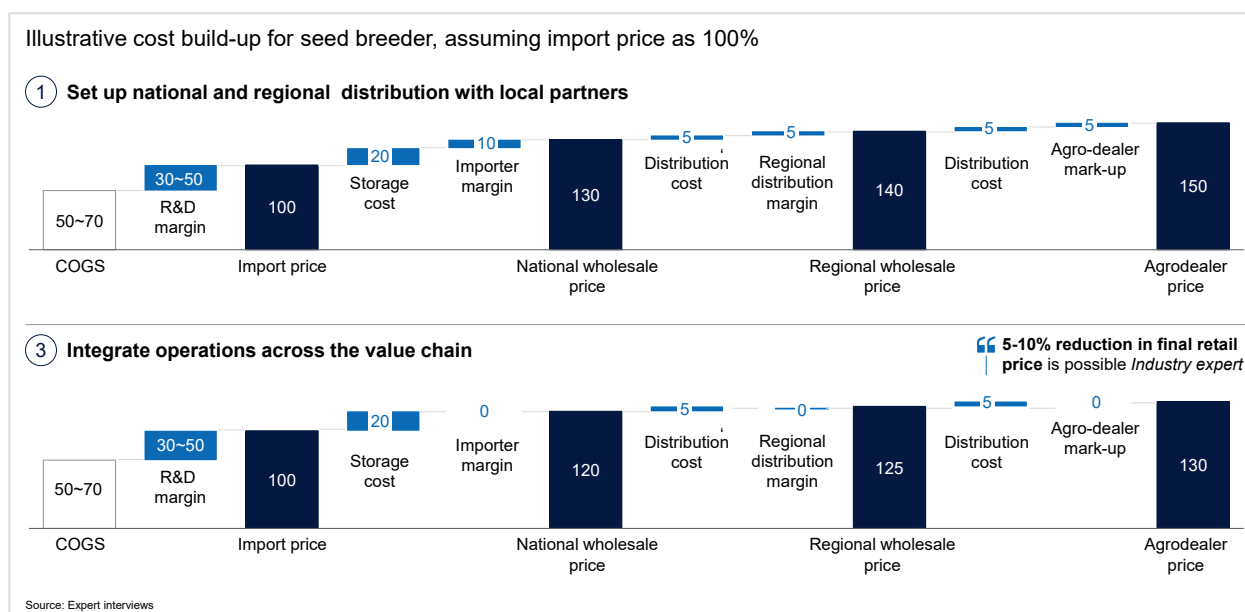 Illustrative cost build-up for seed breeder, assuming import price as 100%
1 Set up national and regional distribution with local partners
50~70
30~50
R&D
margin
100
20
Storage
cost
10
Importer
margin
130
5
Distribution
cost
5
Regional
distribution
margin
140
5
Distribution
cost
5
Agro-dealer
mark-up
150
COGS
Import price
National wholesale
price
Regional wholesale
price
Agrodealer
price
3 Integrate operations across the value chain
5-10% reduction in final retail
price is possible Industry expert
50~70
30~50
R&D
margin
100
20
Storage
cost
0
Importer
margin
120
5
Distribution
cost
0
Regional
distribution
margin
125
5
Distribution
cost
0
Agro-dealer
mark-up
130
COGS
Import price
National wholesale
price
Regional wholesale
price
Agrodealer
price
Source: Expert interviews